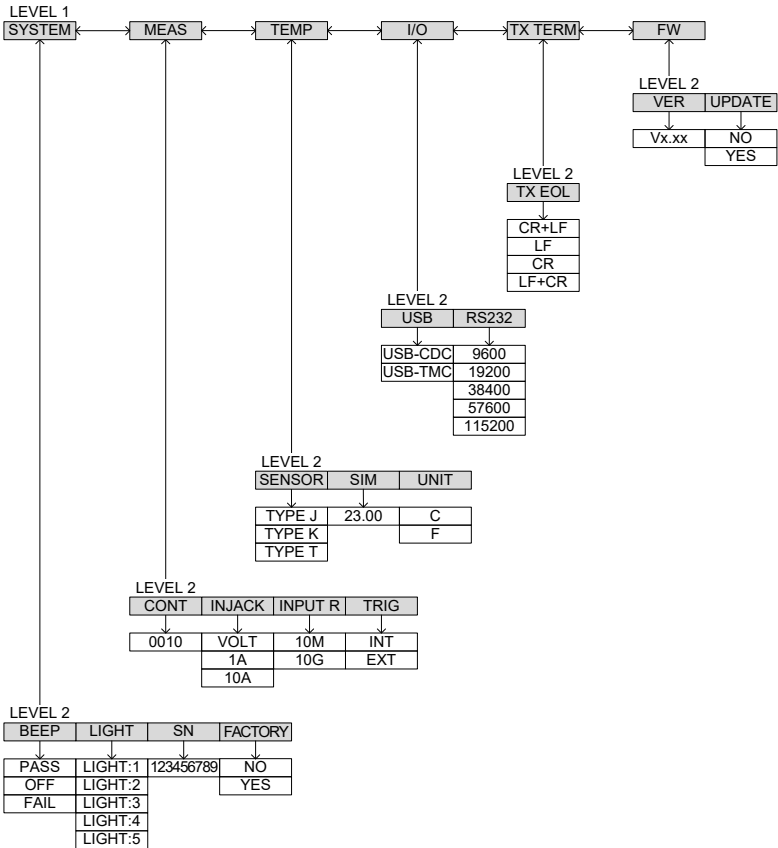 LEVEL 1
SYSTEM MEAS TEMP I/O TX TERM FW
LEVEL 2
VER UPDATE
Vx.xx NO
YES
LEVEL 2
TX EOL
CR+LF
LF
CR
LF+CR
LEVEL 2
USB RS232
USB-CDC 9600
USB-TMC 19200
38400
57600
115200
LEVEL 2
SENSOR SIM UNIT
TYPE J 23.00 C
TYPE K F
TYPE T
LEVEL 2
CONT INJACK INPUT R TRIG
0010 VOLT 10M INT
1A 10G EXT
10A
LEVEL 2
BEEP LIGHT SN FACTORY
PASS LIGHT:1 123456789 NO
OFF LIGHT:2 YES
FAIL LIGHT:3
LIGHT:4
LIGHT:5